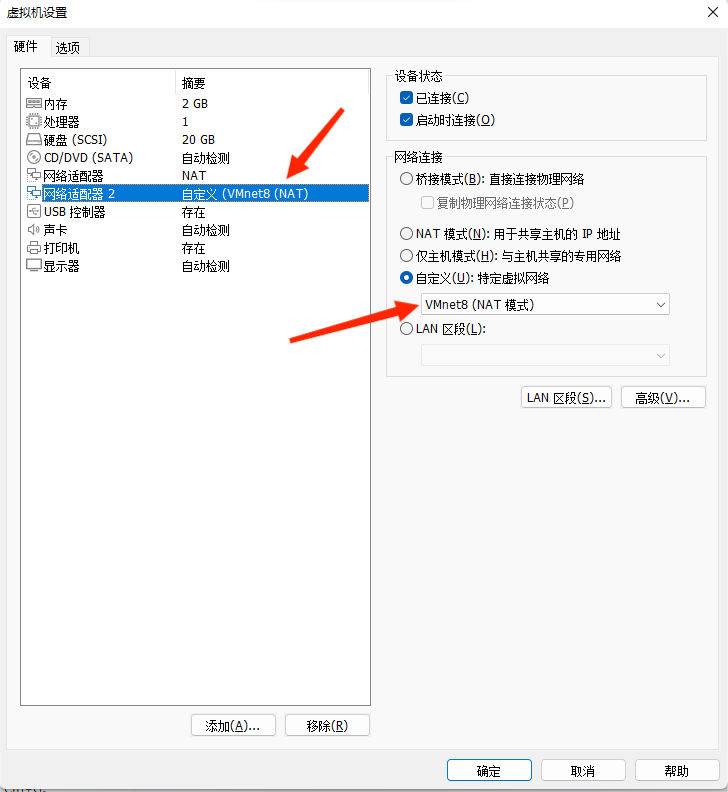 虚拟机设置
硬件 选项
设备 摘要
内存 2 GB
处理器 1
硬盘 (SCSI) 20 GB
CD/DVD (SATA) 自动检测
网络适配器 NAT
网络适配器 2 自定义 (VMnet8 (NAT)
USB 控制器 存在
声卡 自动检测
打印机 存在
显示器 自动检测
添加(A)...
移除(R)
设备状态
已连接(C)
启动时连接(O)
网络连接
桥接模式(B): 直接连接物理网络
复制物理网络连接状态(P)
NAT 模式(N): 用于共享主机的 IP 地址
仅主机模式(H): 与主机共享的专用网络
自定义(U): 特定虚拟网络
VMnet8 (NAT 模式)
LAN 区段(L):
LAN 区段(S)...
高级(V)...
确定 取消 帮助